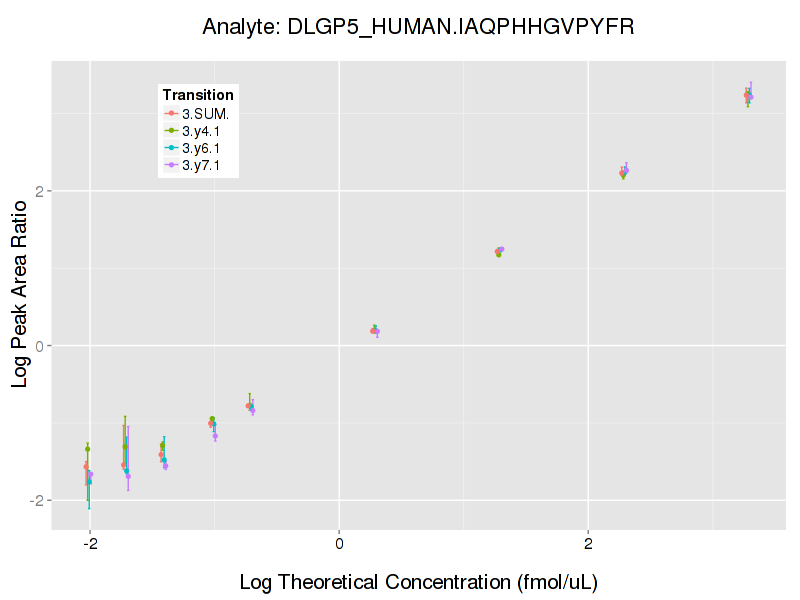 Analyte: DLGP5_HUMAN.IAQPHHGVPYFR
Transition
3.SUM.
3.y4.1
3.y6.1
3.y7.1
Log Peak Area Ratio
2
0
-2
-2
0
2
Log Theoretical Concentration (fmol/uL)